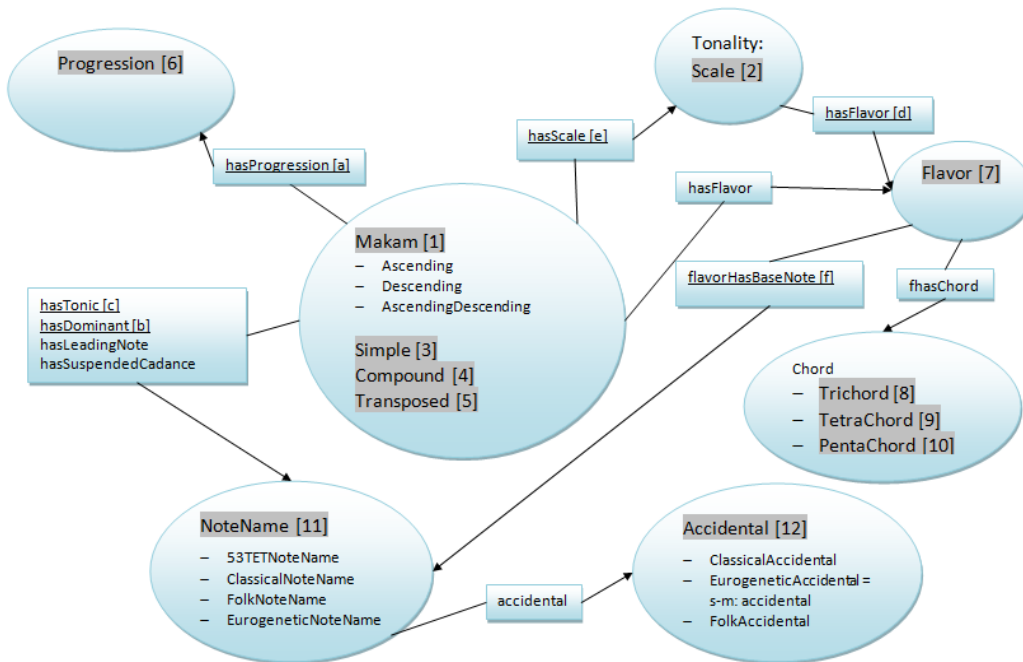 Progression [6]
Tonality:
Scale [2]
hasFlavor [d]
hasScale [e]
hasProgression [a]
hasFlavor
Flavor [7]
Makam [1]
– Ascending
– Descending
– AscendingDescending
Simple [3]
Compound [4]
Transposed [5]
flavorHasBaseNote [f]
fhasChord
hasTonic [c]
hasDominant [b]
hasLeadingNote
hasSuspendedCadance
Chord
– Trichord [8]
– TetraChord [9]
– PentaChord [10]
NoteName [11]
– 53TETNoteName
– ClassicalNoteName
– FolkNoteName
– EurogeneticNoteName
accidental
Accidental [12]
– ClassicalAccidental
– EurogeneticAccidental =
s-m: accidental
– FolkAccidental